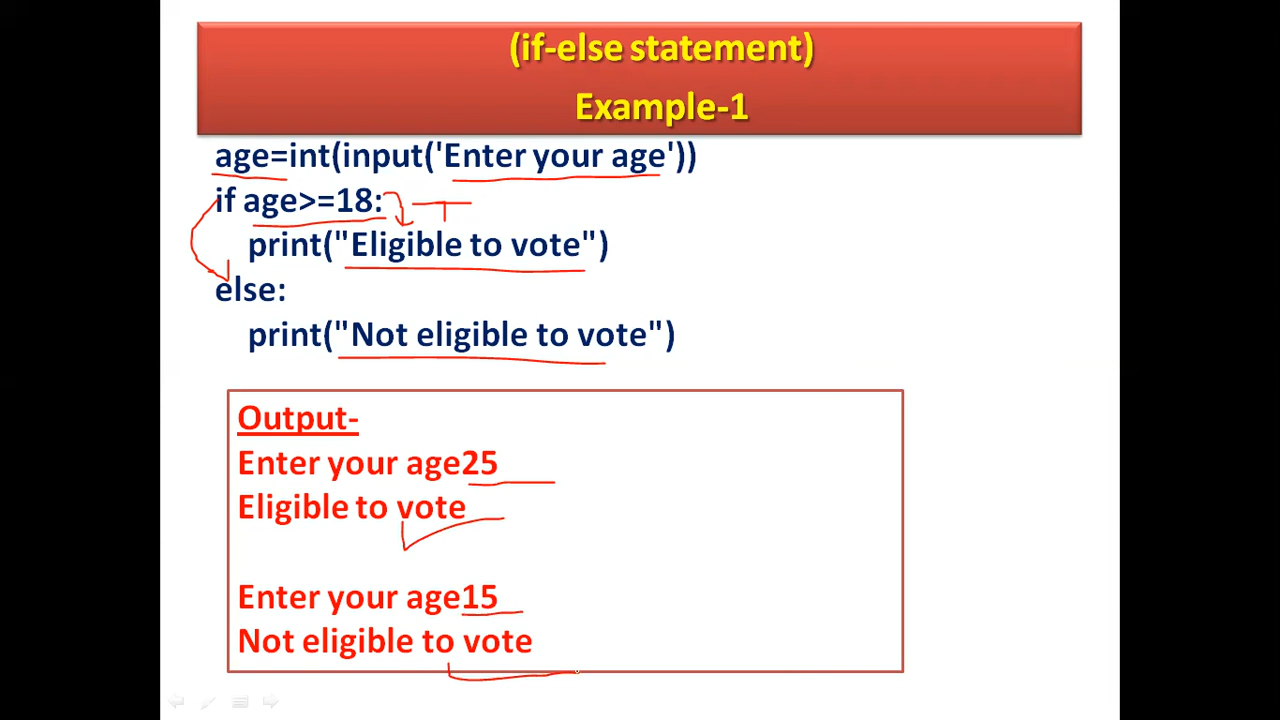 (if-else statement)
Example-1
age=int(input('Enter your age'))
if age>=18:
T
print("Eligible to vote")
else:
print("Not eligible to vote")
Output-
Enter your age25
Eligible to vote
Enter your age15
Not eligible to vote